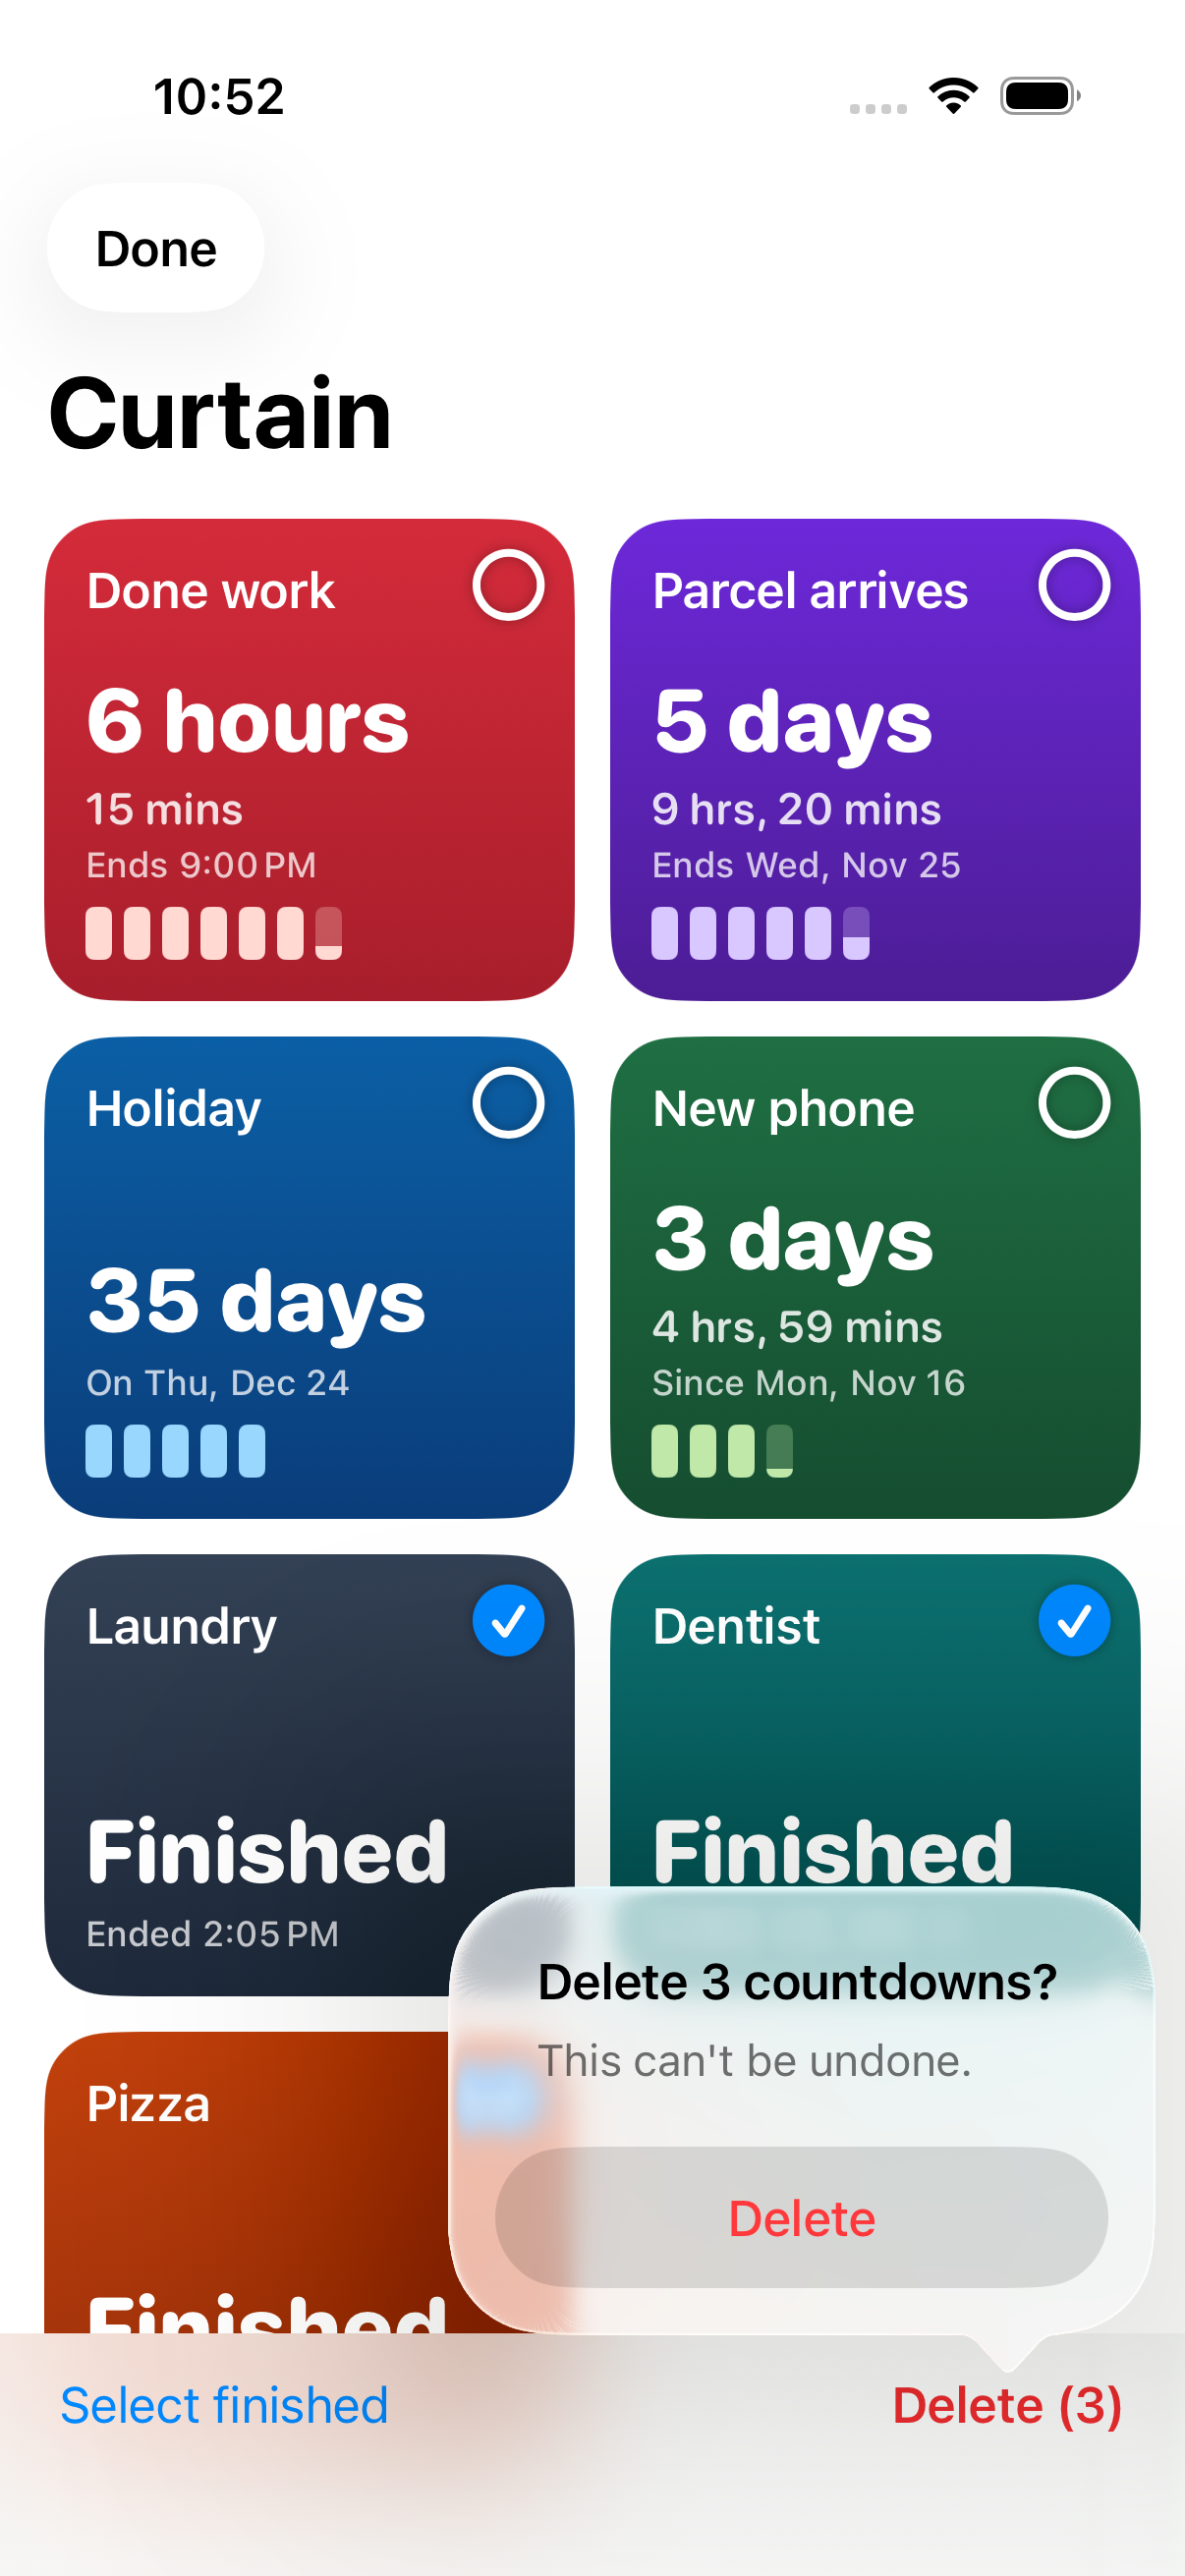 10:52
Done
Curtain
Done work
6 hours
15 mins
Ends 9:00 PM
Parcel arrives
5 days
9 hrs, 20 mins
Ends Wed, Nov 25
Holiday
35 days
On Thu, Dec 24
New phone
3 days
4 hrs, 59 mins
Since Mon, Nov 16
Laundry
Finished
Ended 2:05 PM
Dentist
Finished
Pizza
Finished
Delete 3 countdowns?
This can't be undone.
Delete
Select finished
Delete (3)